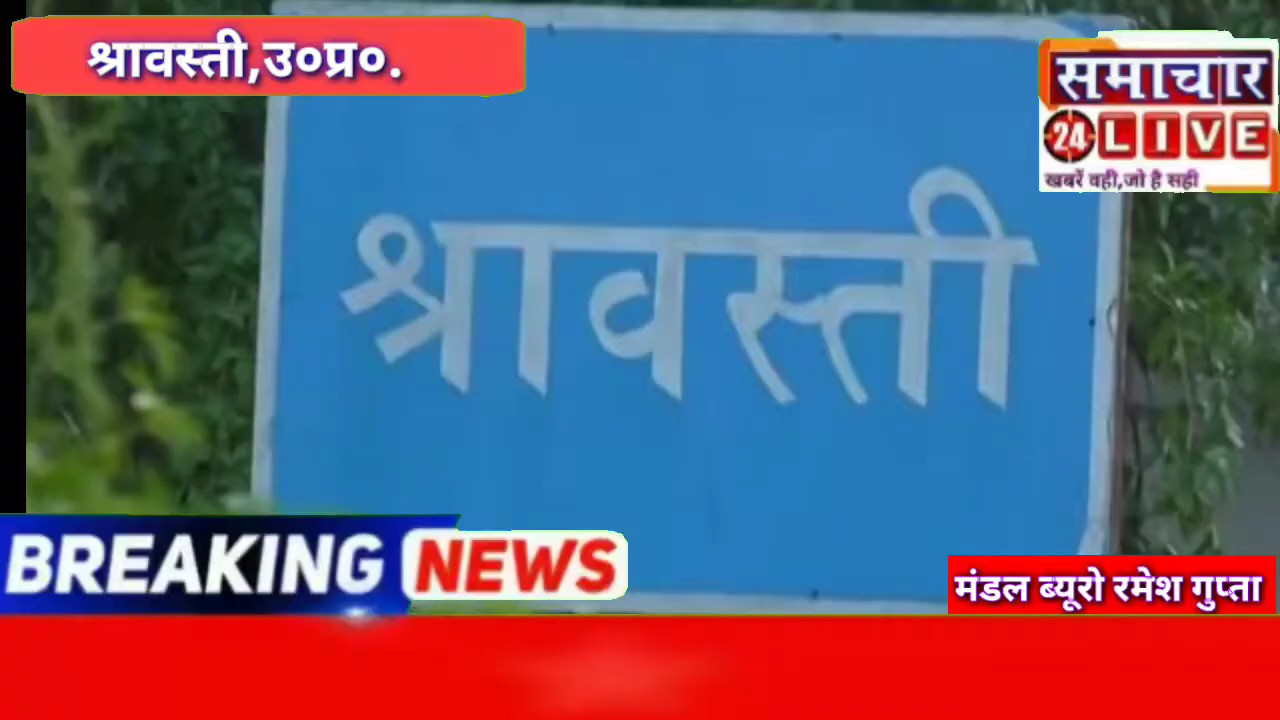 श्रावस्ती,उ०प्र०.
समाचार
24 LIVE
खबरें वही,जो है सही
श्रावस्ती
BREAKING NEWS
मंडल ब्यूरो रमेश गुप्ता